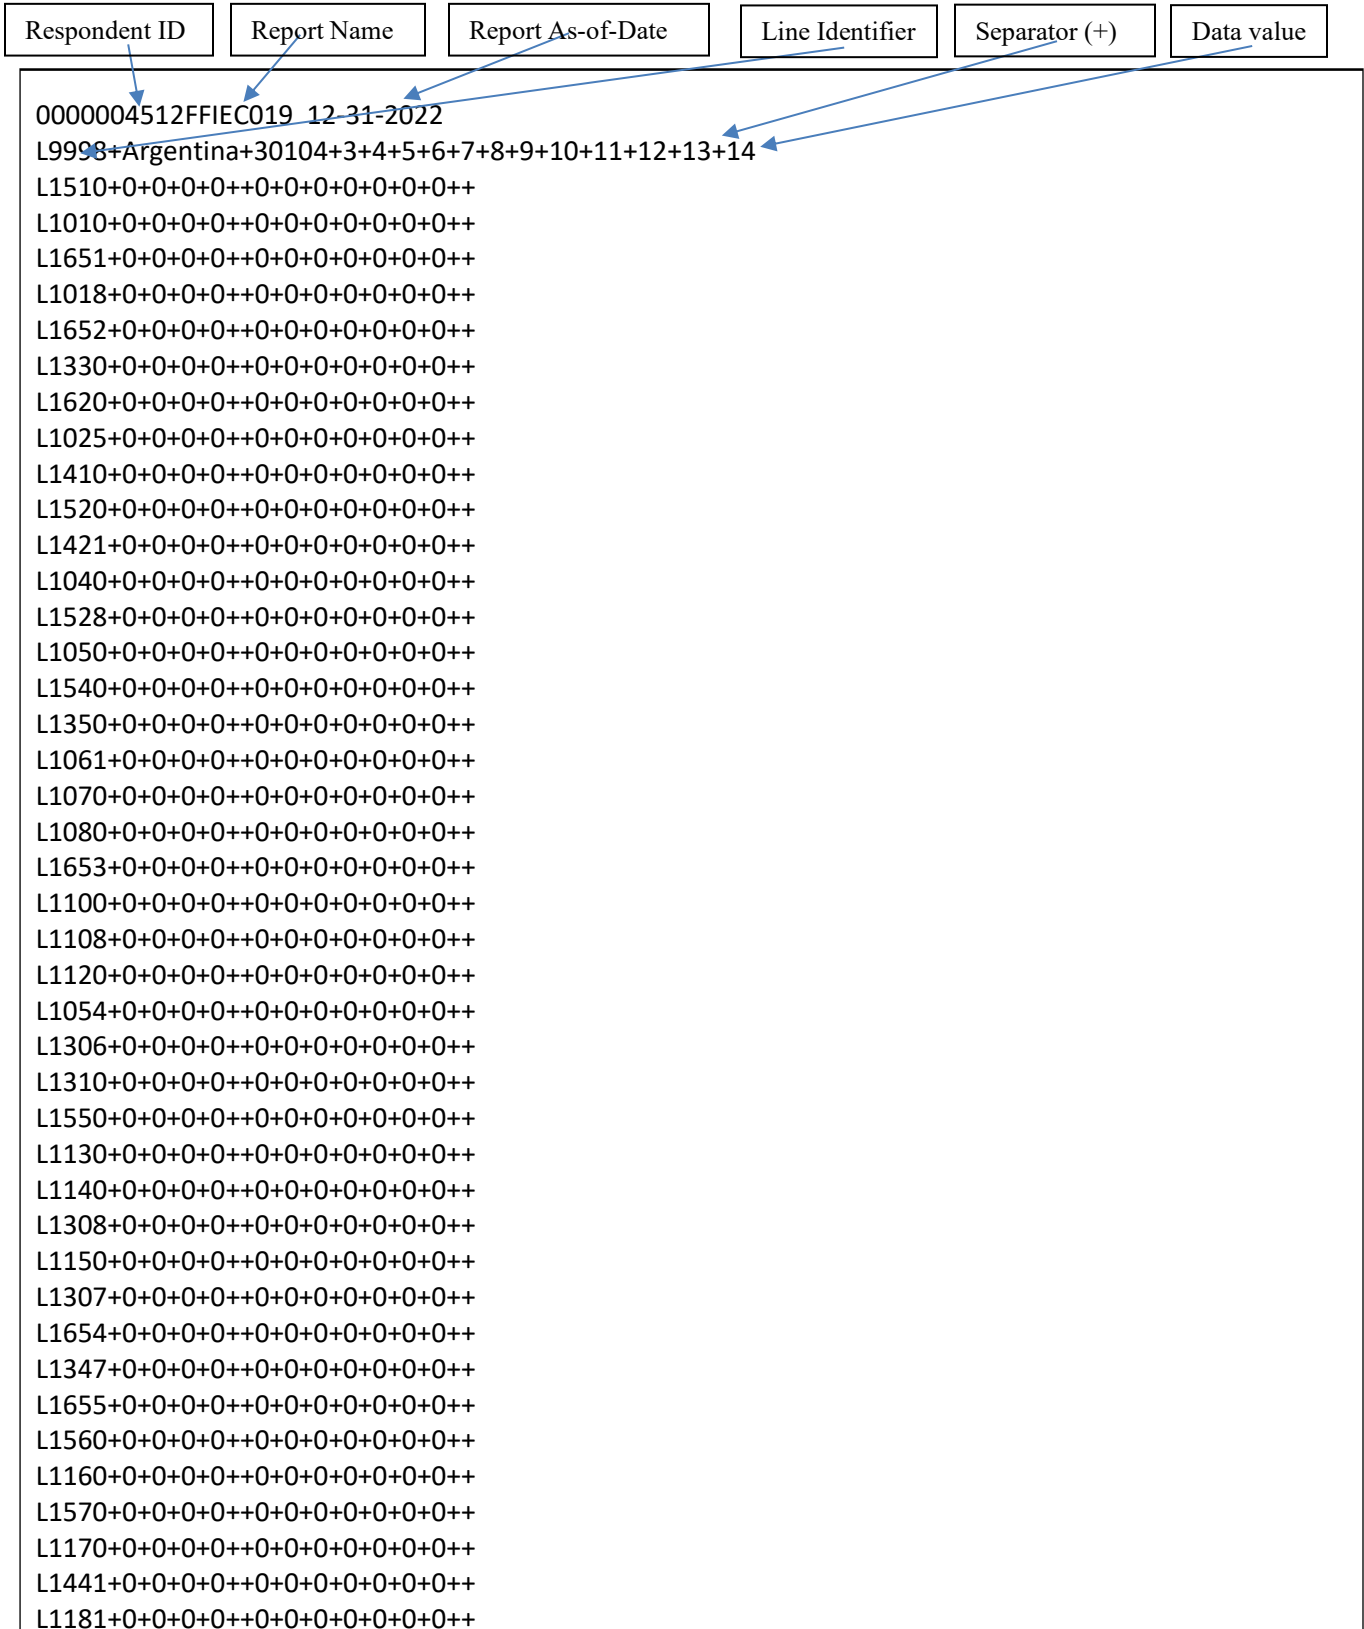 Respondent ID Report Name Report As-of-Date Line Identifier Separator (+) Data value
0000004512FFIEC019 12-31-2022
L9998+Argentina+30104+3+4+5+6+7+8+9+10+11+12+13+14
L1510+0+0+0+0++0+0+0+0+0+0+0++
L1010+0+0+0+0++0+0+0+0+0+0+0++
L1651+0+0+0+0++0+0+0+0+0+0+0++
L1018+0+0+0+0++0+0+0+0+0+0+0++
L1652+0+0+0+0++0+0+0+0+0+0+0++
L1330+0+0+0+0++0+0+0+0+0+0+0++
L1620+0+0+0+0++0+0+0+0+0+0+0++
L1025+0+0+0+0++0+0+0+0+0+0+0++
L1410+0+0+0+0++0+0+0+0+0+0+0++
L1520+0+0+0+0++0+0+0+0+0+0+0++
L1421+0+0+0+0++0+0+0+0+0+0+0++
L1040+0+0+0+0++0+0+0+0+0+0+0++
L1528+0+0+0+0++0+0+0+0+0+0+0++
L1050+0+0+0+0++0+0+0+0+0+0+0++
L1540+0+0+0+0++0+0+0+0+0+0+0++
L1350+0+0+0+0++0+0+0+0+0+0+0++
L1061+0+0+0+0++0+0+0+0+0+0+0++
L1070+0+0+0+0++0+0+0+0+0+0+0++
L1080+0+0+0+0++0+0+0+0+0+0+0++
L1653+0+0+0+0++0+0+0+0+0+0+0++
L1100+0+0+0+0++0+0+0+0+0+0+0++
L1108+0+0+0+0++0+0+0+0+0+0+0++
L1120+0+0+0+0++0+0+0+0+0+0+0++
L1054+0+0+0+0++0+0+0+0+0+0+0++
L1306+0+0+0+0++0+0+0+0+0+0+0++
L1310+0+0+0+0++0+0+0+0+0+0+0++
L1550+0+0+0+0++0+0+0+0+0+0+0++
L1130+0+0+0+0++0+0+0+0+0+0+0++
L1140+0+0+0+0++0+0+0+0+0+0+0++
L1308+0+0+0+0++0+0+0+0+0+0+0++
L1150+0+0+0+0++0+0+0+0+0+0+0++
L1307+0+0+0+0++0+0+0+0+0+0+0++
L1654+0+0+0+0++0+0+0+0+0+0+0++
L1347+0+0+0+0++0+0+0+0+0+0+0++
L1655+0+0+0+0++0+0+0+0+0+0+0++
L1560+0+0+0+0++0+0+0+0+0+0+0++
L1160+0+0+0+0++0+0+0+0+0+0+0++
L1570+0+0+0+0++0+0+0+0+0+0+0++
L1170+0+0+0+0++0+0+0+0+0+0+0++
L1441+0+0+0+0++0+0+0+0+0+0+0++
L1181+0+0+0+0++0+0+0+0+0+0+0++